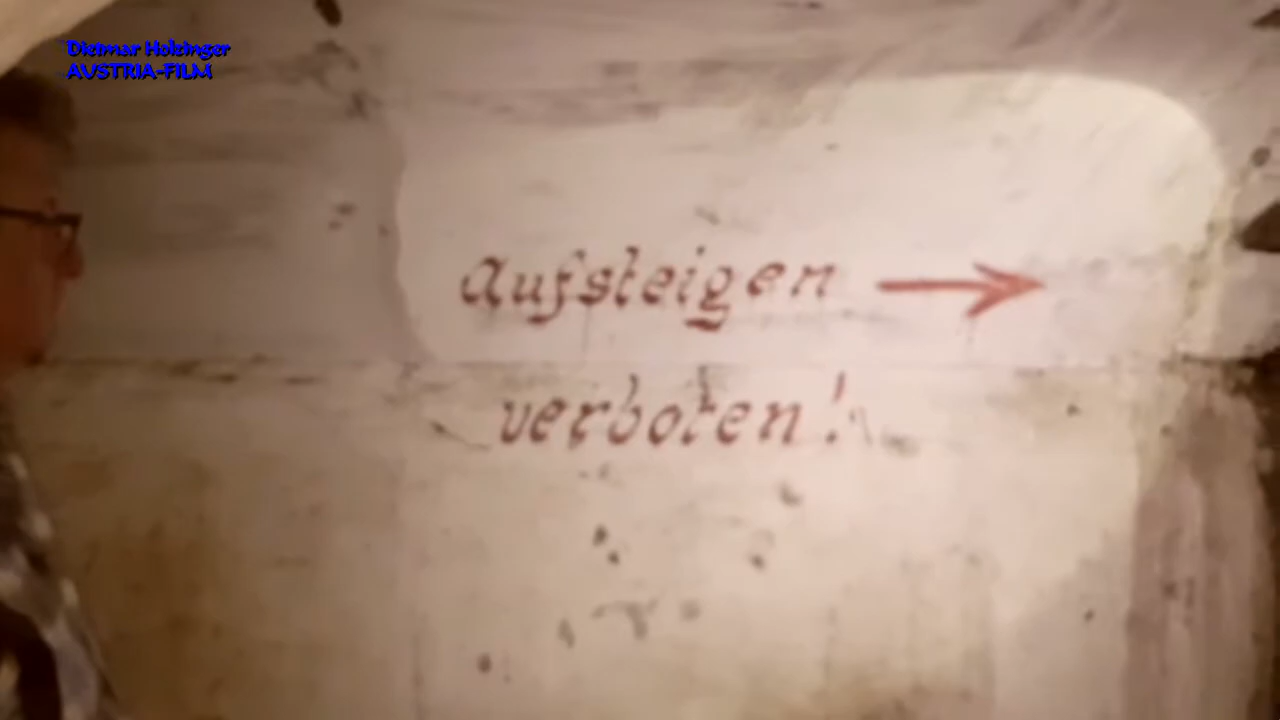 Dietmar Holzinger
AUSTRIA-FILM
Aufsteigen →
verboten!